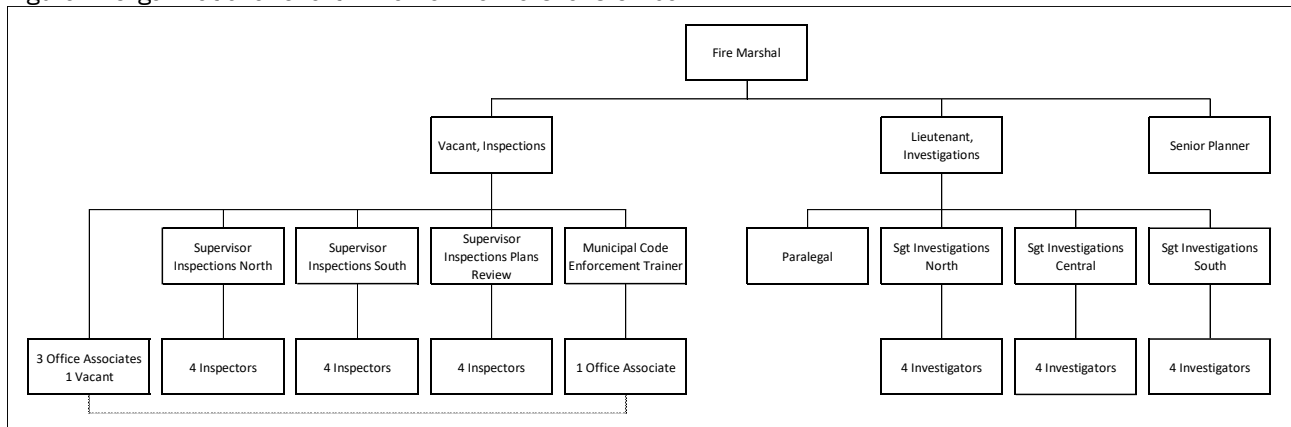 Fire Marshal
Vacant, Inspections
Lieutenant,
Investigations
Senior Planner
Supervisor
Inspections North
Supervisor
Inspections South
Supervisor
Inspections Plans
Review
Municipal Code
Enforcement Trainer
Paralegal
Sgt Investigations
North
Sgt Investigations
Central
Sgt Investigations
South
3 Office Associates
1 Vacant
4 Inspectors
4 Inspectors
4 Inspectors
1 Office Associate
4 Investigators
4 Investigators
4 Investigators